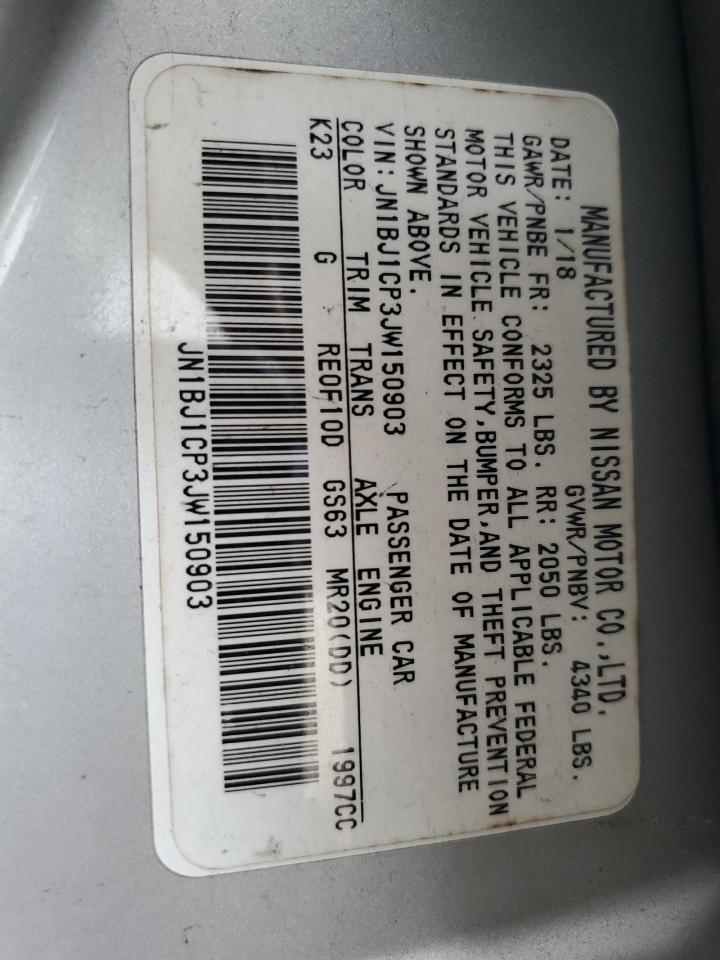 MANUFACTURED BY NISSAN MOTOR CO.,LTD.
DATE: 1/18 GVWR/PNBV: 4340 LBS.
GAWR/PNBE FR: 2325 LBS. RR: 2050 LBS.
THIS VEHICLE CONFORMS TO ALL APPLICABLE FEDERAL
MOTOR VEHICLE SAFETY,BUMPER,AND THEFT PREVENTION
STANDARDS IN EFFECT ON THE DATE OF MANUFACTURE
SHOWN ABOVE.
VIN:JN1BJ1CP3JW150903 PASSENGER CAR
COLOR TRIM TRANS AXLE ENGINE
K23 G RE0F10D GS63 MR20(DD) 1997CC
JN1BJ1CP3JW150903